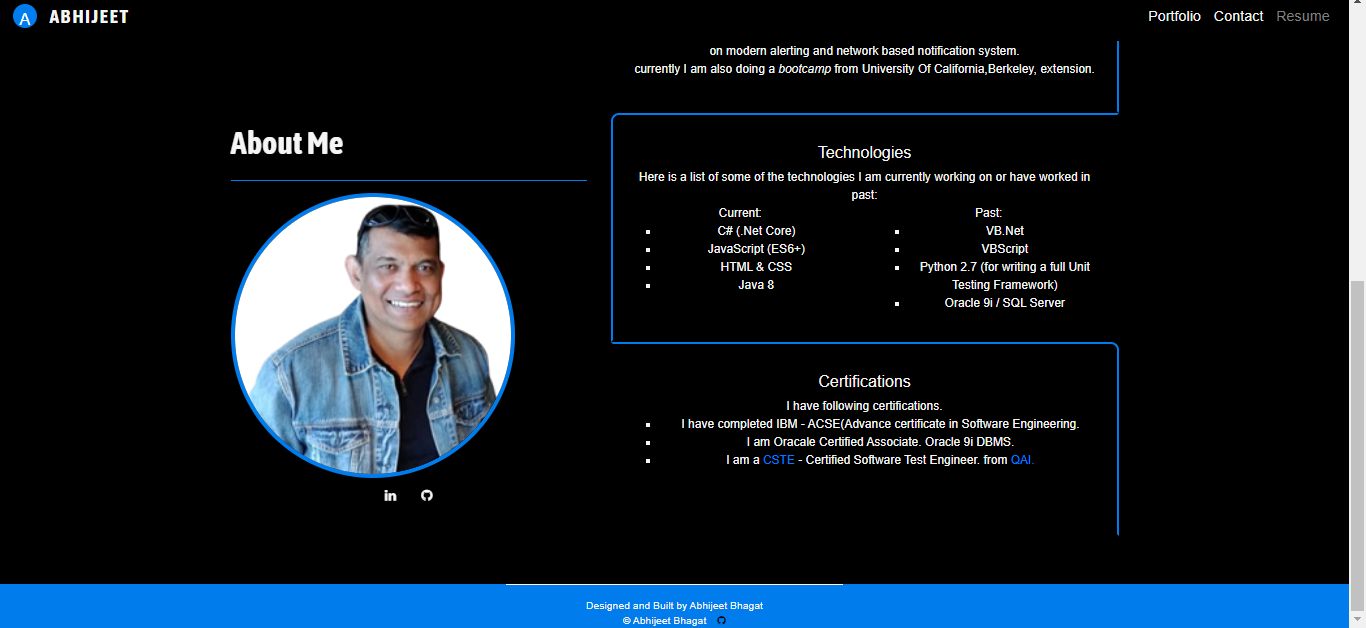 A ABHIJEET
Portfolio Contact Resume
on modern alerting and network based notification system.
currently I am also doing a bootcamp from University Of California,Berkeley, extension.
About Me
Technologies
Here is a list of some of the technologies I am currently working on or have worked in
past:
Current:
C# (.Net Core)
JavaScript (ES6+)
HTML & CSS
Java 8
Past:
VB.Net
VBScript
Python 2.7 (for writing a full Unit
Testing Framework)
Oracle 9i / SQL Server
Certifications
I have following certifications.
I have completed IBM - ACSE(Advance certificate in Software Engineering.
I am Oracale Certified Associate. Oracle 9i DBMS.
I am a CSTE - Certified Software Test Engineer. from QAI.
in
Designed and Built by Abhijeet Bhagat
© Abhijeet Bhagat